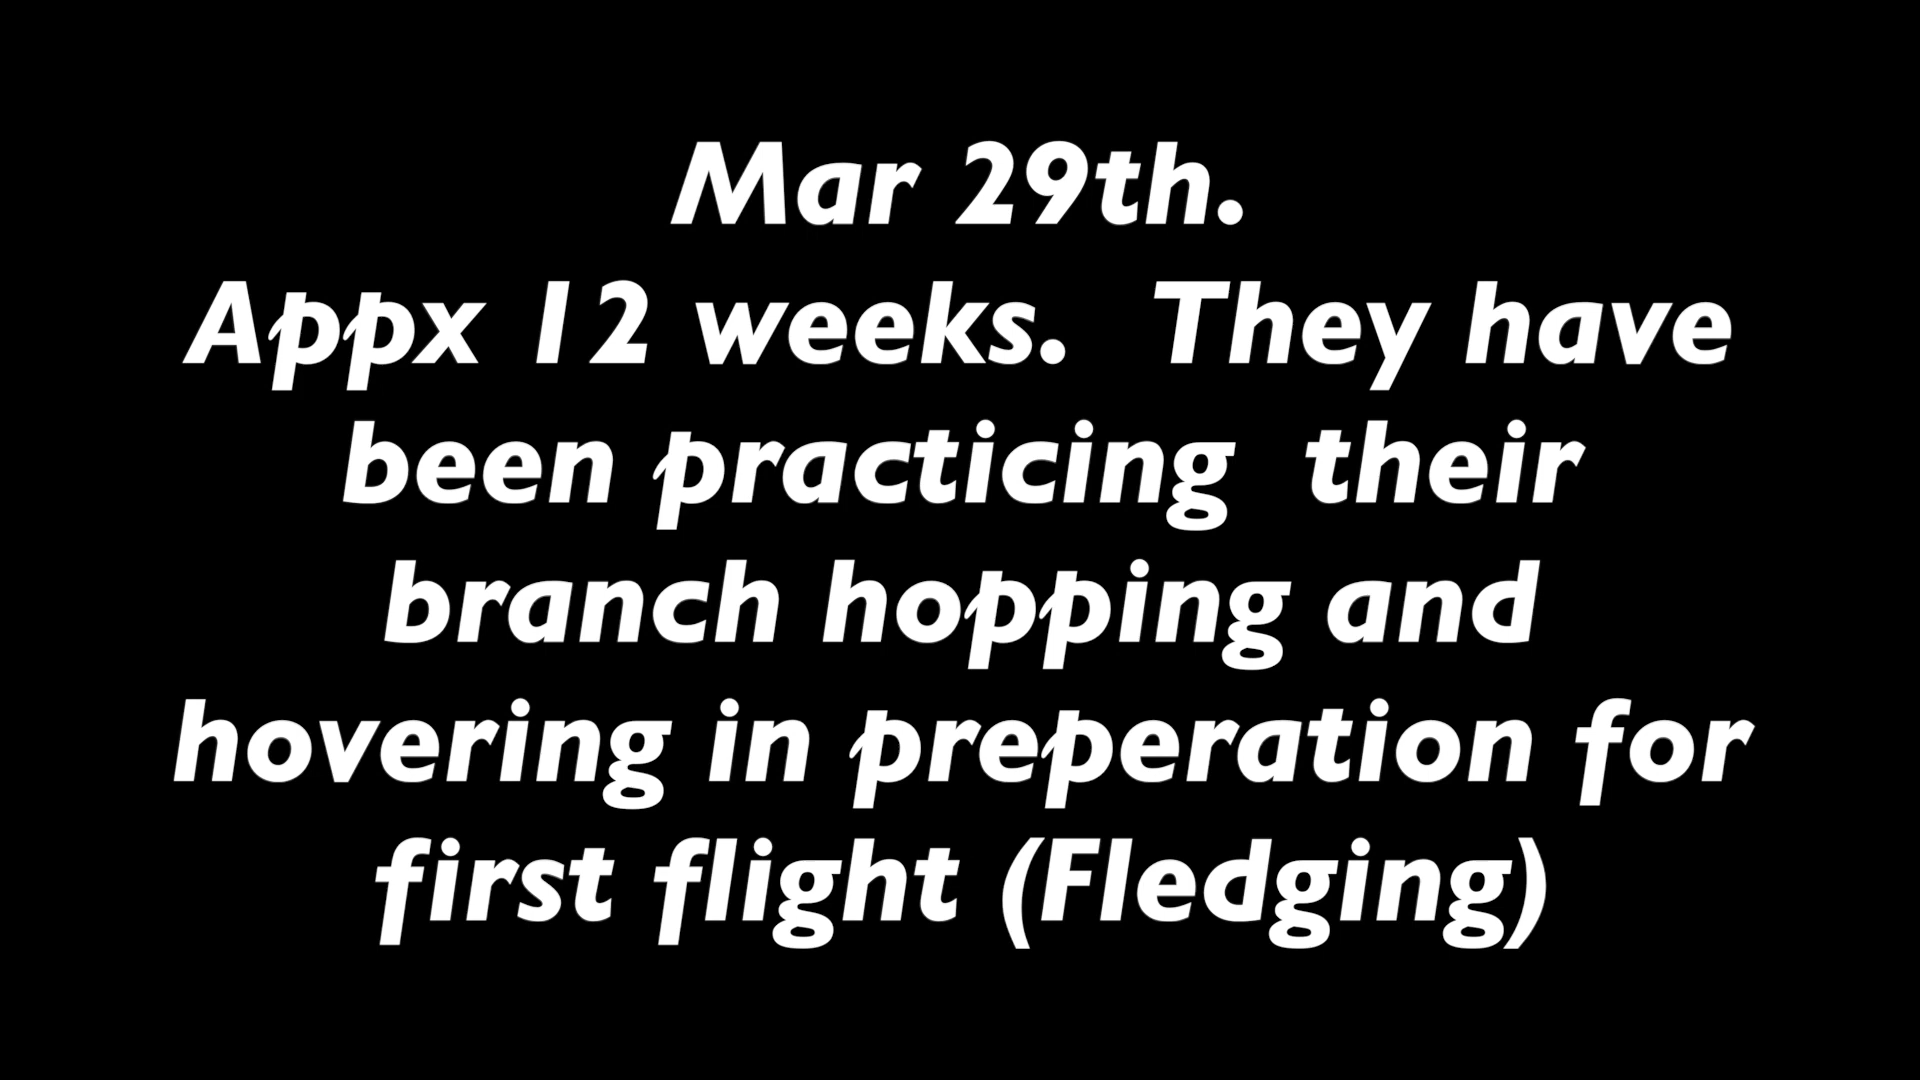 Mar 29th.
Appx 12 weeks.  They have
been practicing  their
branch hopping and
hovering in preperation for
first flight (Fledging)